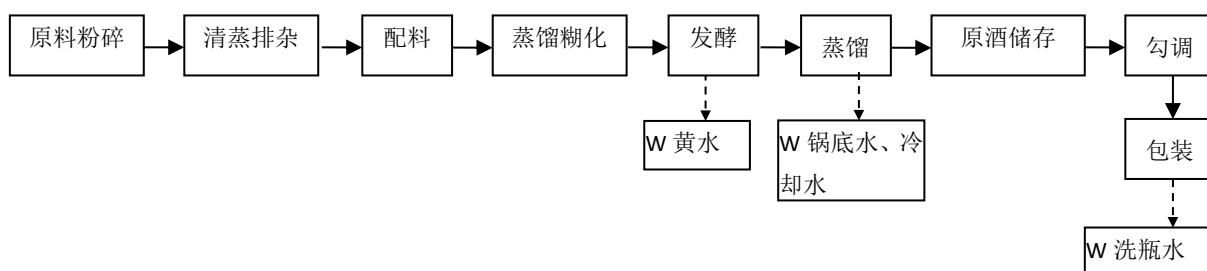 原料粉碎
清蒸排杂
配料
蒸馏糊化
发酵
蒸馏
原酒储存
勾调
W 黄水
W 锅底水、冷
却水
包装
W 洗瓶水